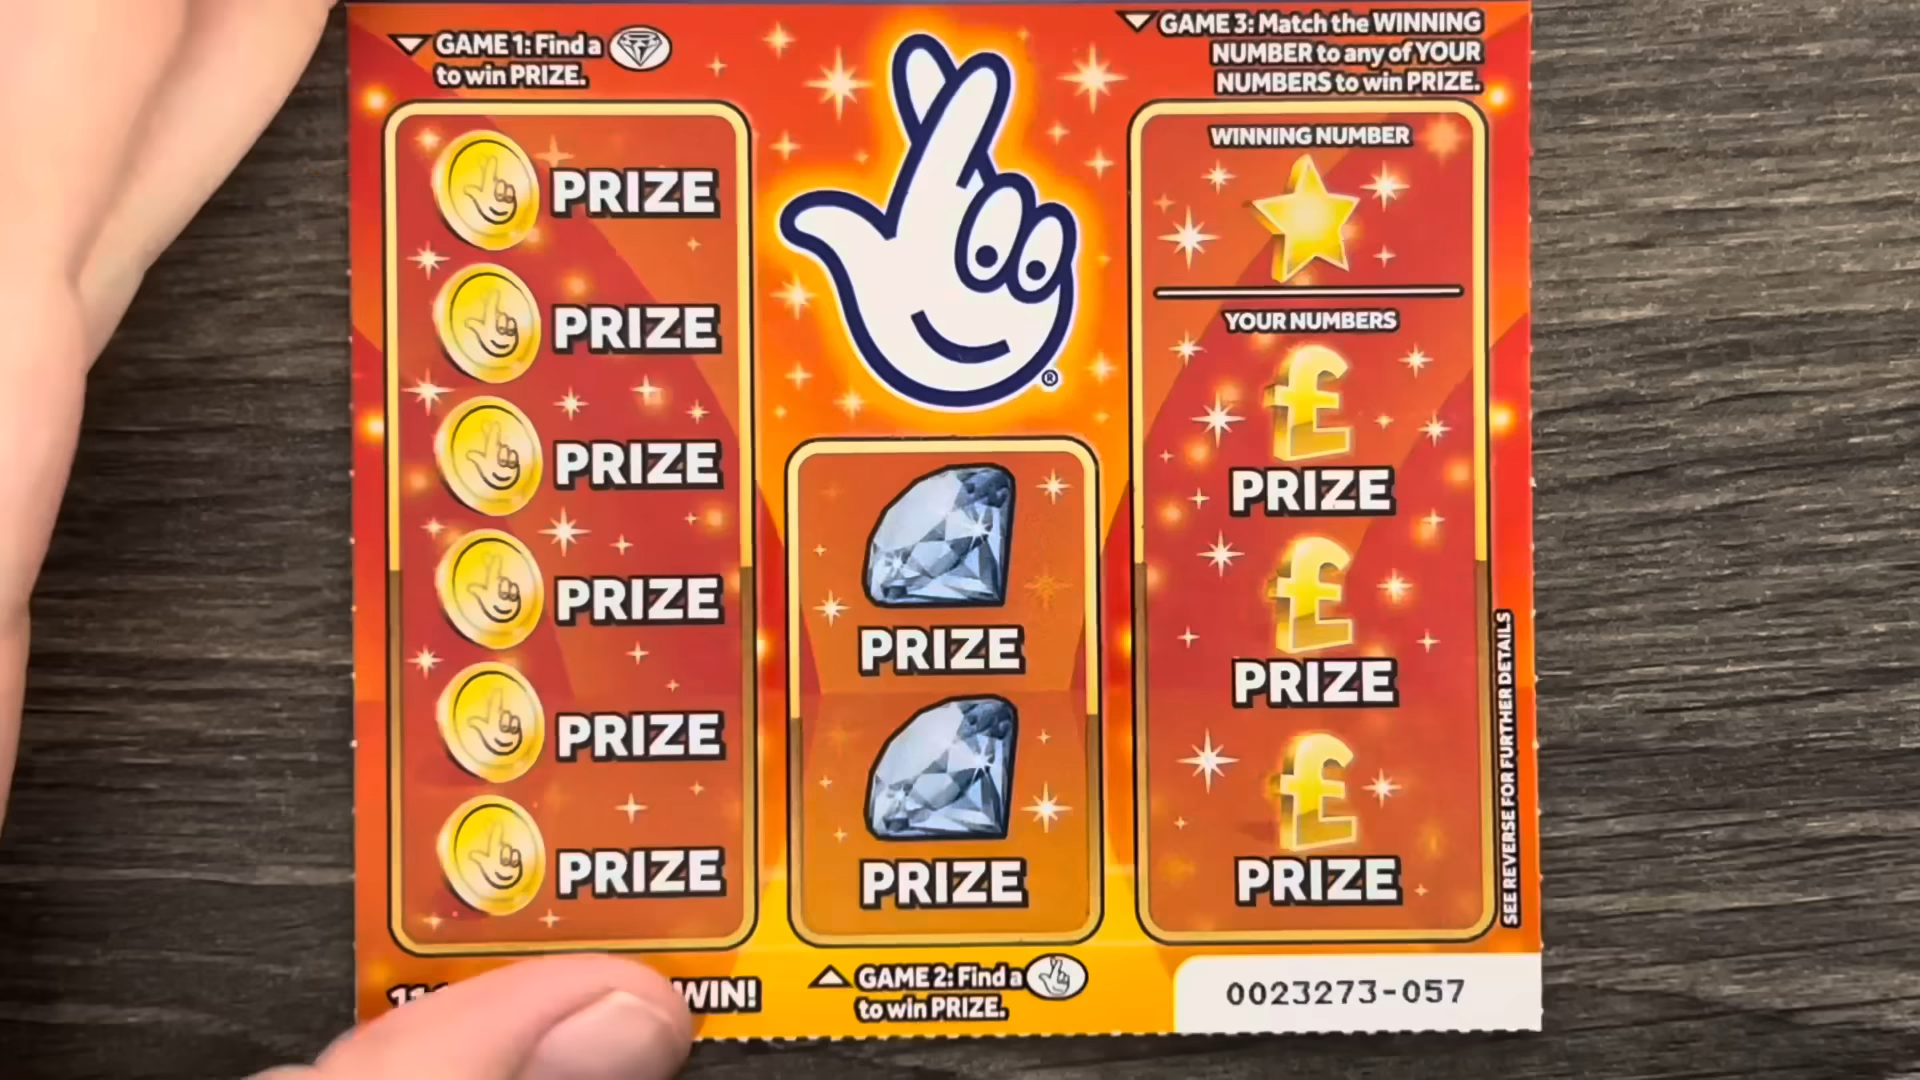 GAME 1: Find a
to win PRIZE.
PRIZE
PRIZE
PRIZE
PRIZE
PRIZE
PRIZE
WIN!
®
PRIZE
PRIZE
GAME 2: Find a
to win PRIZE.
GAME 3: Match the WINNING
NUMBER to any of YOUR
NUMBERS to win PRIZE.
WINNING NUMBER
YOUR NUMBERS
£
PRIZE
£
PRIZE
£
PRIZE
SEE REVERSE FOR FURTHER DETAILS
0023273-057